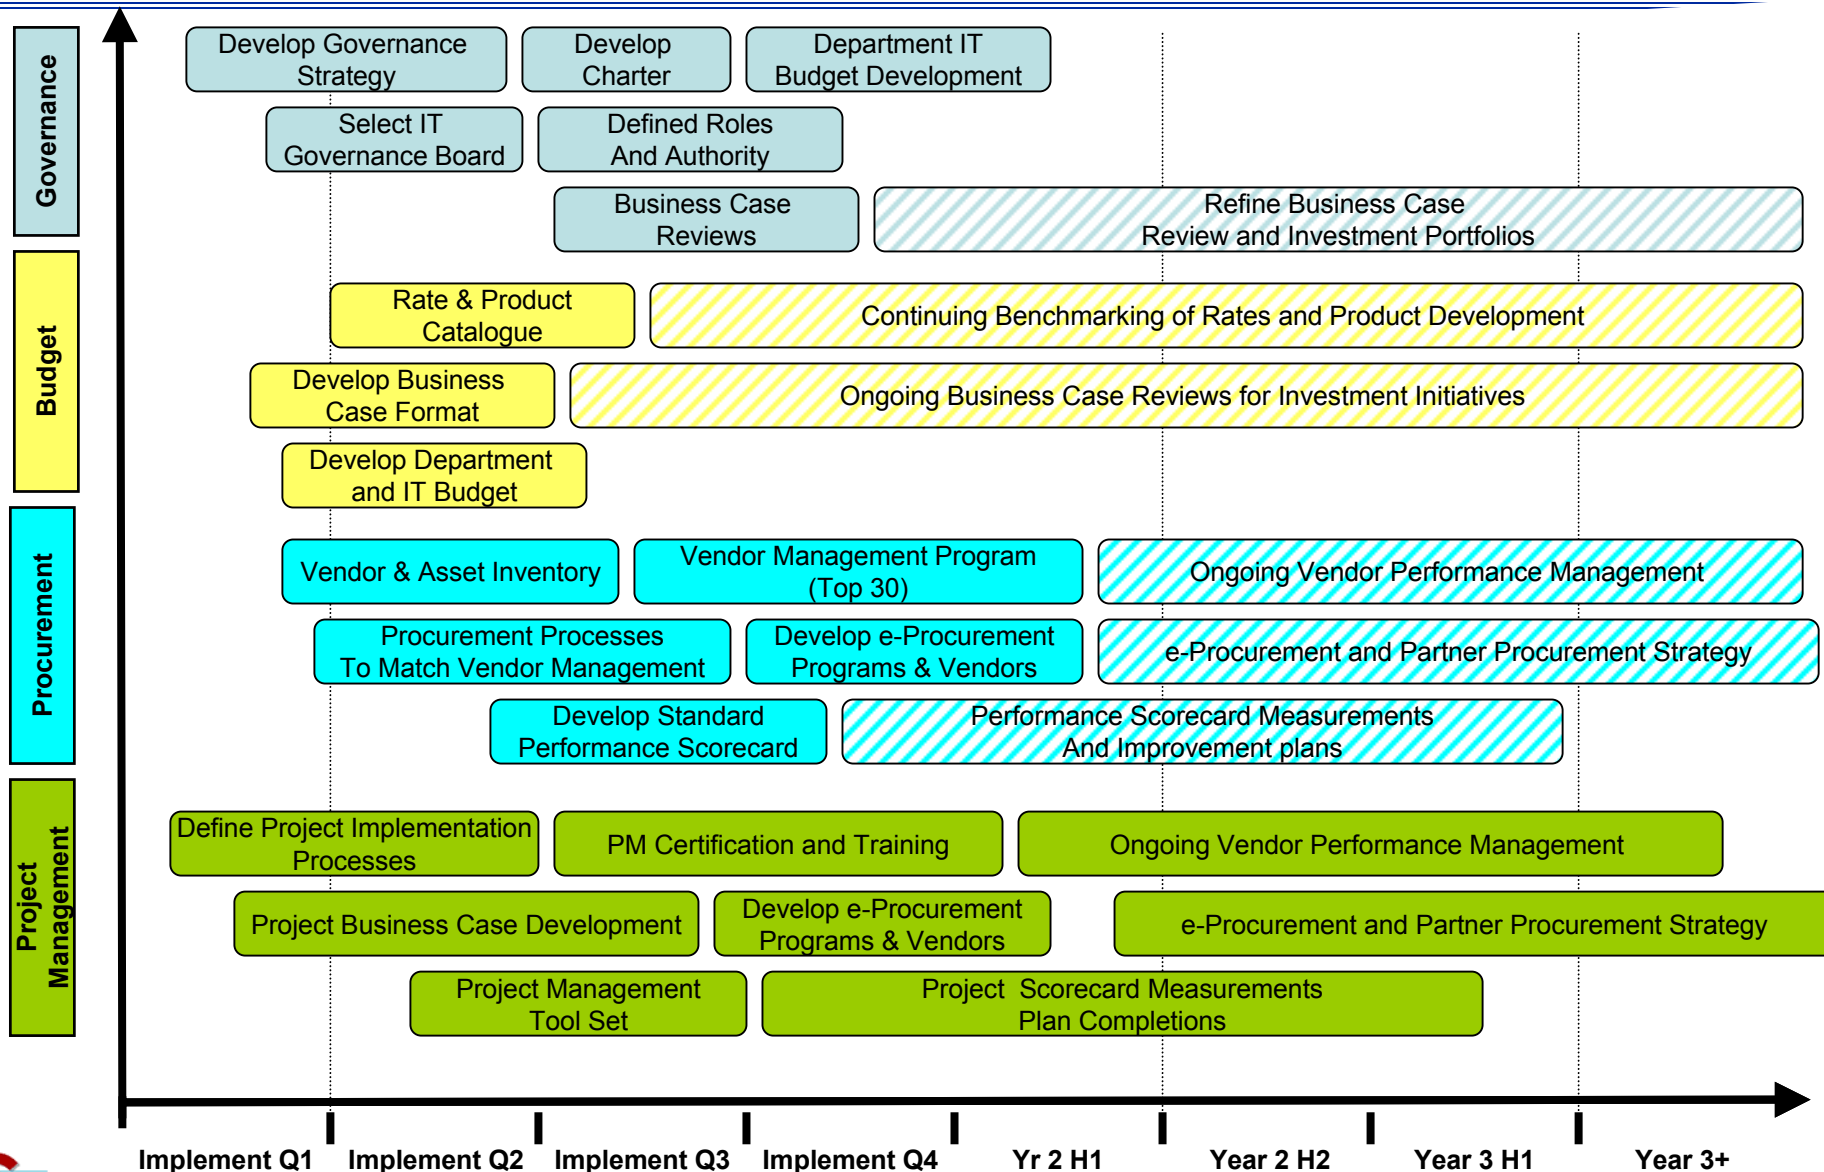 Governance
Develop Governance
Strategy
Develop
Charter
Department IT
Budget Development
Select IT
Governance Board
Defined Roles
And Authority
Business Case
Reviews
Refine Business Case
Review and Investment Portfolios
Budget
Rate & Product
Catalogue
Continuing Benchmarking of Rates and Product Development
Develop Business
Case Format
Ongoing Business Case Reviews for Investment Initiatives
Develop Department
and IT Budget
Procurement
Vendor & Asset Inventory
Vendor Management Program
(Top 30)
Ongoing Vendor Performance Management
Procurement Processes
To Match Vendor Management
Develop e-Procurement
Programs & Vendors
e-Procurement and Partner Procurement Strategy
Develop Standard
Performance Scorecard
Performance Scorecard Measurements
And Improvement plans
Project
Management
Define Project Implementation
Processes
PM Certification and Training
Ongoing Vendor Performance Management
Project Business Case Development
Develop e-Procurement
Programs & Vendors
e-Procurement and Partner Procurement Strategy
Project Management
Tool Set
Project Scorecard Measurements
Plan Completions
Implement Q1 Implement Q2 Implement Q3 Implement Q4 Yr 2 H1 Year 2 H2 Year 3 H1 Year 3+